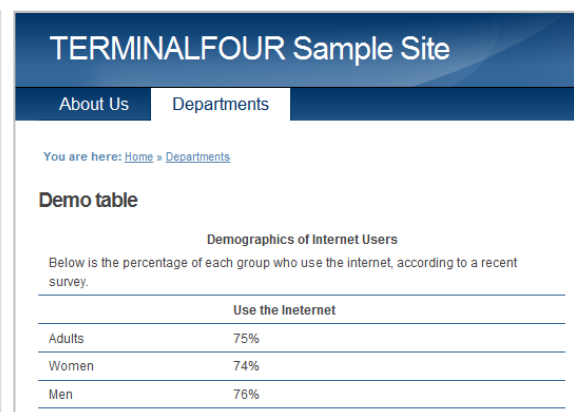 TERMINALFOUR Sample Site
About Us Departments
You are here: Home » Departments
Demo table
Demographics of Internet Users
Below is the percentage of each group who use the internet, according to a recent
survey.
Use the Ineternet
Adults 75%
Women 74%
Men 76%